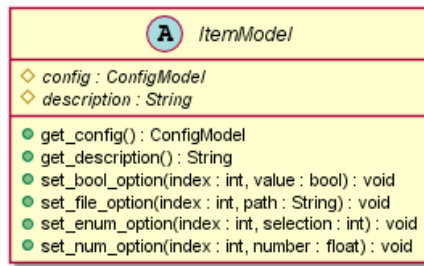 A ItemModel
config : ConfigModel
description : String
get_config() : ConfigModel
get_description() : String
set_bool_option(index : int, value : bool) : void
set_file_option(index : int, path : String) : void
set_enum_option(index : int, selection : int) : void
set_num_option(index : int, number : float) : void